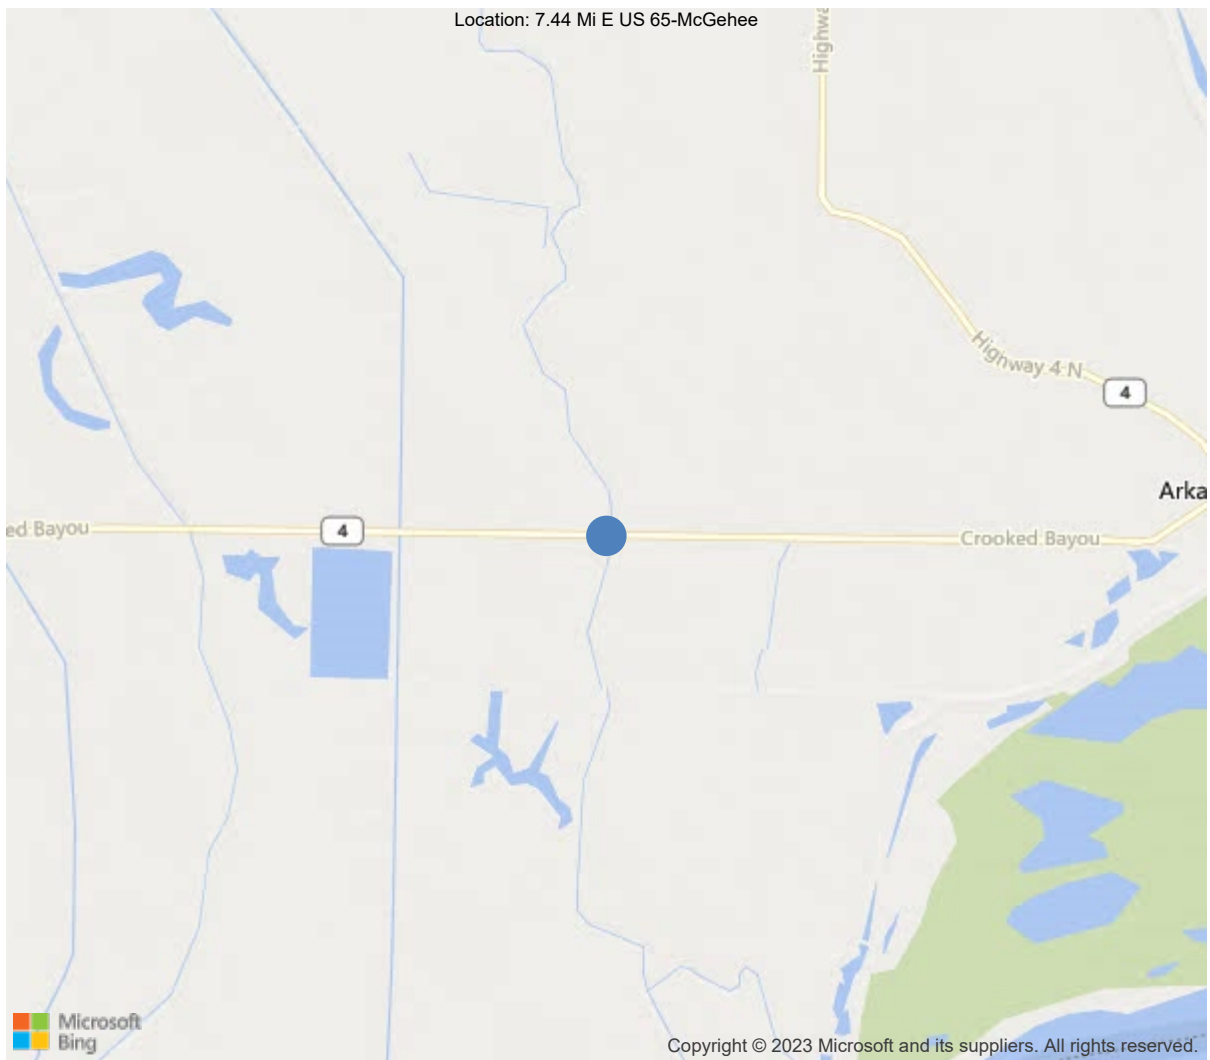 Location: 7.44 Mi E US 65-McGehee
Highwa
Highway 4 N
4
Arka
ed Bayou
4
Crooked Bayou
Microsoft
Bing
Copyright © 2023 Microsoft and its suppliers. All rights reserved.